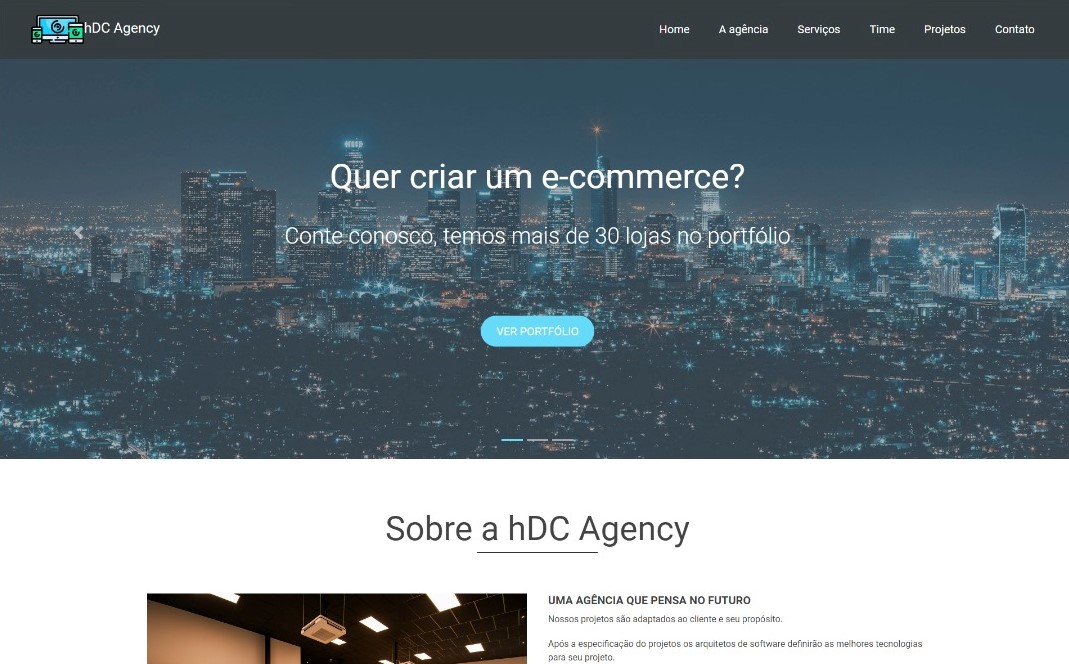 hDC Agency
Home
A agência
Serviços
Time
Projetos
Contato
Quer criar um e-commerce?
Conte conosco, temos mais de 30 lojas no portfólio
VER PORTFÓLIO
Sobre a hDC Agency
UMA AGÊNCIA QUE PENSA NO FUTURO
Nossos projetos são adaptados ao cliente e seu propósito.
Após a especificação do projetos os arquitetos de software definirão as melhores tecnologias
para seu projeto.